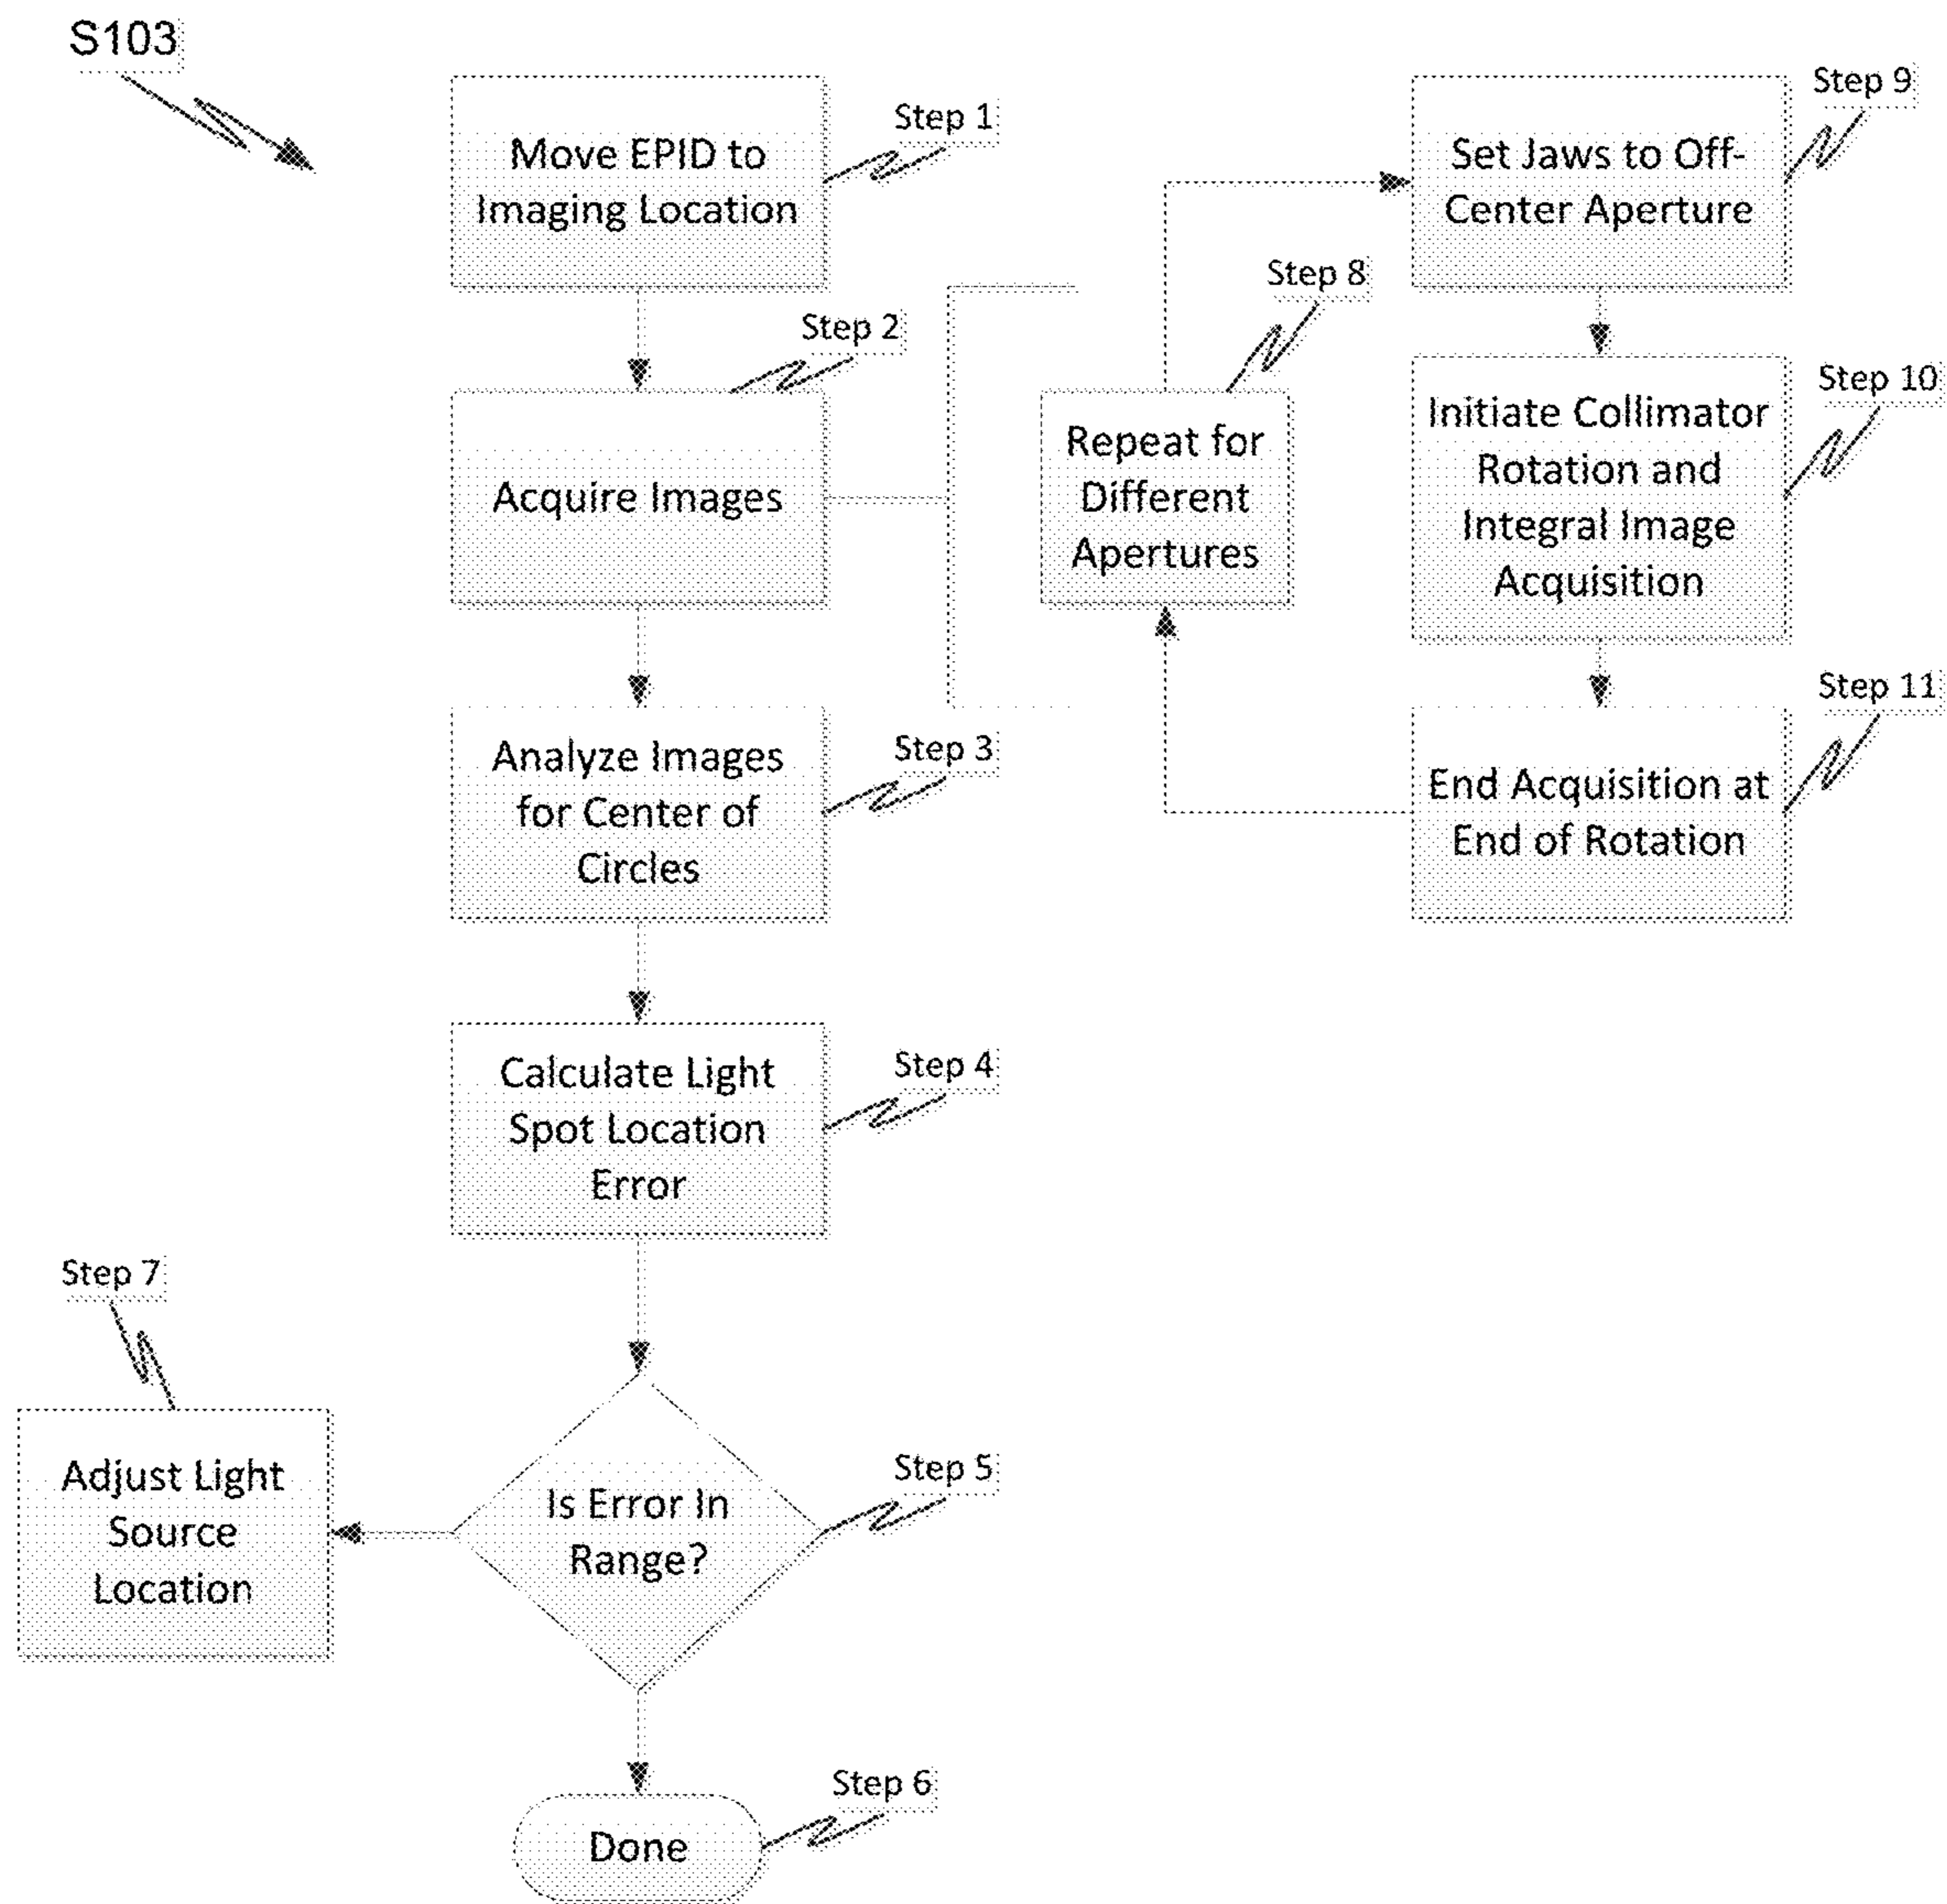 S103
Step 1
Move EPID to
Imaging Location
Step 2
Acquire Images
Step 3
Analyze Images
for Center of
Circles
Step 4
Calculate Light
Spot Location
Error
Step 5
Is Error In
Range?
Step 6
Done
Step 7
Adjust Light
Source
Location
Step 8
Repeat for
Different
Apertures
Step 9
Set Jaws to Off-
Center Aperture
Step 10
Initiate Collimator
Rotation and
Integral Image
Acquisition
Step 11
End Acquisition at
End of Rotation